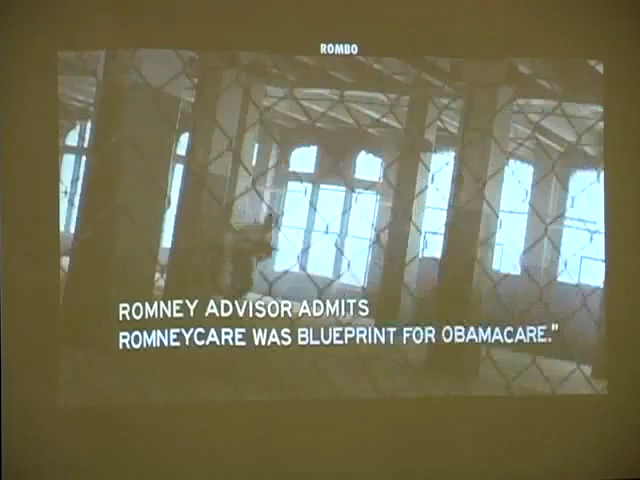 ROMBO
ROMNEY ADVISOR ADMITS
ROMNEYCARE WAS BLUEPRINT FOR OBAMACARE."